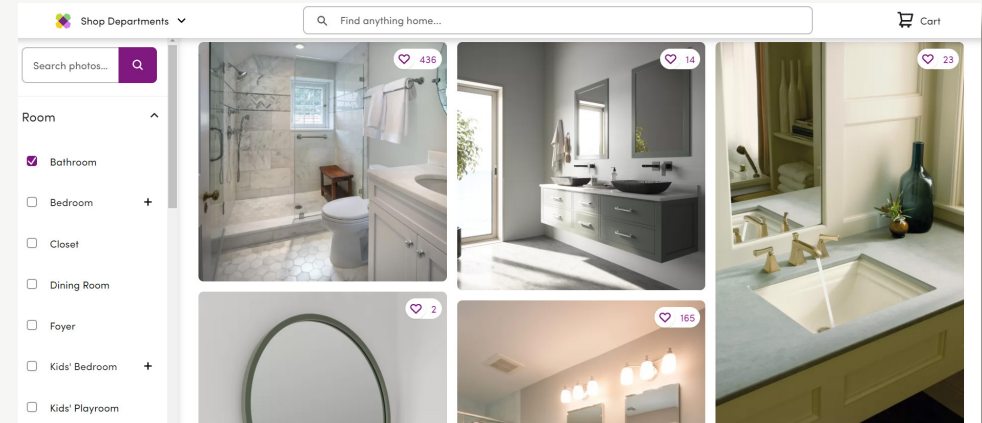 Shop Departments
Find anything home...
Cart
Search photos...
Room
Bathroom
Bedroom
Closet
Dining Room
Foyer
Kids' Bedroom
Kids' Playroom
436
14
23
2
165